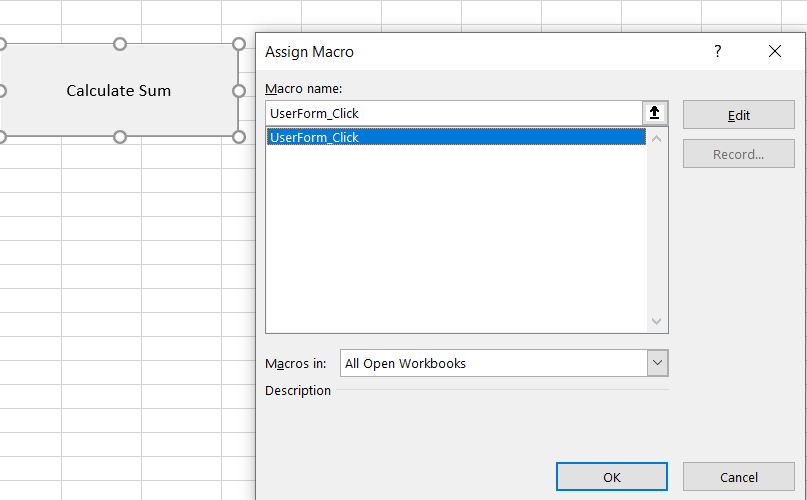 Calculate Sum
Assign Macro
?
Macro name:
UserForm_Click
Edit
UserForm_Click
Record...
Macros in:
All Open Workbooks
Description
OK
Cancel